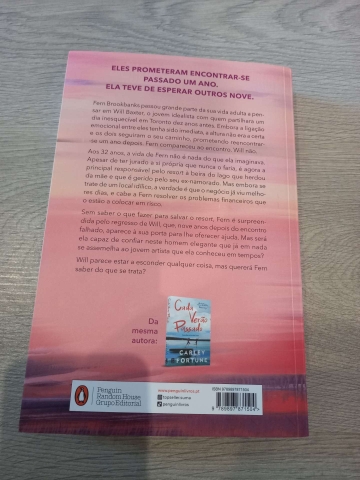 ELES PROMETERAM ENCONTRAR-SE
PASSADO UM ANO.
ELA TEVE DE ESPERAR OUTROS NOVE.
Fern Brookbanks passou grande parte da sua vida adulta a pen-
sar em Will Baxter, o jovem idealista com quem partilhara um
dia inesquecível em Toronto dez anos antes. Embora a ligação
emocional entre eles tenha sido imediata, a altura não era a certa
e os dois seguiram o seu caminho, prometendo reencontrar-
se um ano depois. Fern compareceu ao encontro, Will não.
Aos 32 anos, a vida de Fern não é nada do que ela imaginava.
Apesar de ter jurado a si própria que nunca o faria, é agora a
principal responsável pelo resort à beira do lago que herdou
da mãe e que é gerido pelo seu ex-namorado. Mas embora se
trate de um local idílico, a verdade é que o negócio já viu melho-
res dias, e cabe a Fern resolver os problemas financeiros que
o estão a colocar em risco.
Sem saber o que fazer para salvar o resort, Fern é surpreen-
dida pelo regresso de Will, que, nove anos depois do encontro
falhado, aparece à sua porta para lhe oferecer ajuda. Mas será
ela capaz de confiar neste homem elegante que já em nada
se assemelha ao jovem artista que ela conheceu em tempos?
Will parece estar a esconder qualquer coisa, mas quererá Fern
saber do que se trata?
Da
mesma
autora:
Cada
Verão
Passado
CARLEY
FORTUNE
Penguin
Random House
Grupo Editorial
www.penguinlivros.pt
penguinlivros